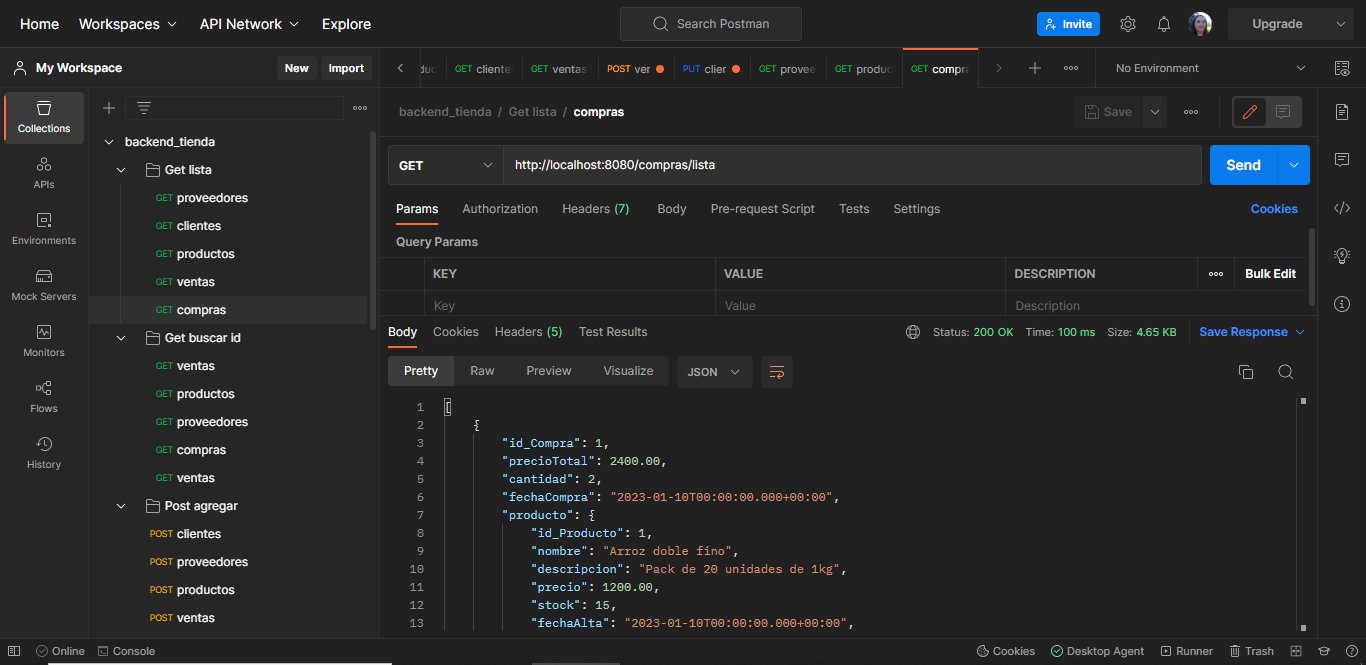 Home Workspaces API Network Explore Search Postman Invite Upgrade
My Workspace New Import
GET cliente GET ventas POST ver PUT clier GET provee GET produc GET compra No Environment
Collections
APIs
Environments
Mock Servers
Monitors
Flows
History
backend_tienda
Get lista
GET proveedores
GET clientes
GET productos
GET ventas
GET compras
Get buscar id
GET ventas
GET productos
GET proveedores
GET compras
GET ventas
Post agregar
POST clientes
POST proveedores
POST productos
POST ventas
backend_tienda / Get lista / compras Save
GET http://localhost:8080/compras/lista Send
Params Authorization Headers (7) Body Pre-request Script Tests Settings Cookies
Query Params
KEY VALUE DESCRIPTION Bulk Edit
Key Value Description
Body Cookies Headers (5) Test Results Status: 200 OK Time: 100 ms Size: 4.65 KB Save Response
Pretty Raw Preview Visualize JSON
1 [
2 {
3 "id_Compra": 1,
4 "precioTotal": 2400.00,
5 "cantidad": 2,
6 "fechaCompra": "2023-01-10T00:00:00.000+00:00",
7 "producto": {
8 "id_Producto": 1,
9 "nombre": "Arroz doble fino",
10 "descripcion": "Pack de 20 unidades de 1kg",
11 "precio": 1200.00,
12 "stock": 15,
13 "fechaAlta": "2023-01-10T00:00:00.000+00:00",
Online Console Cookies Desktop Agent Runner Trash